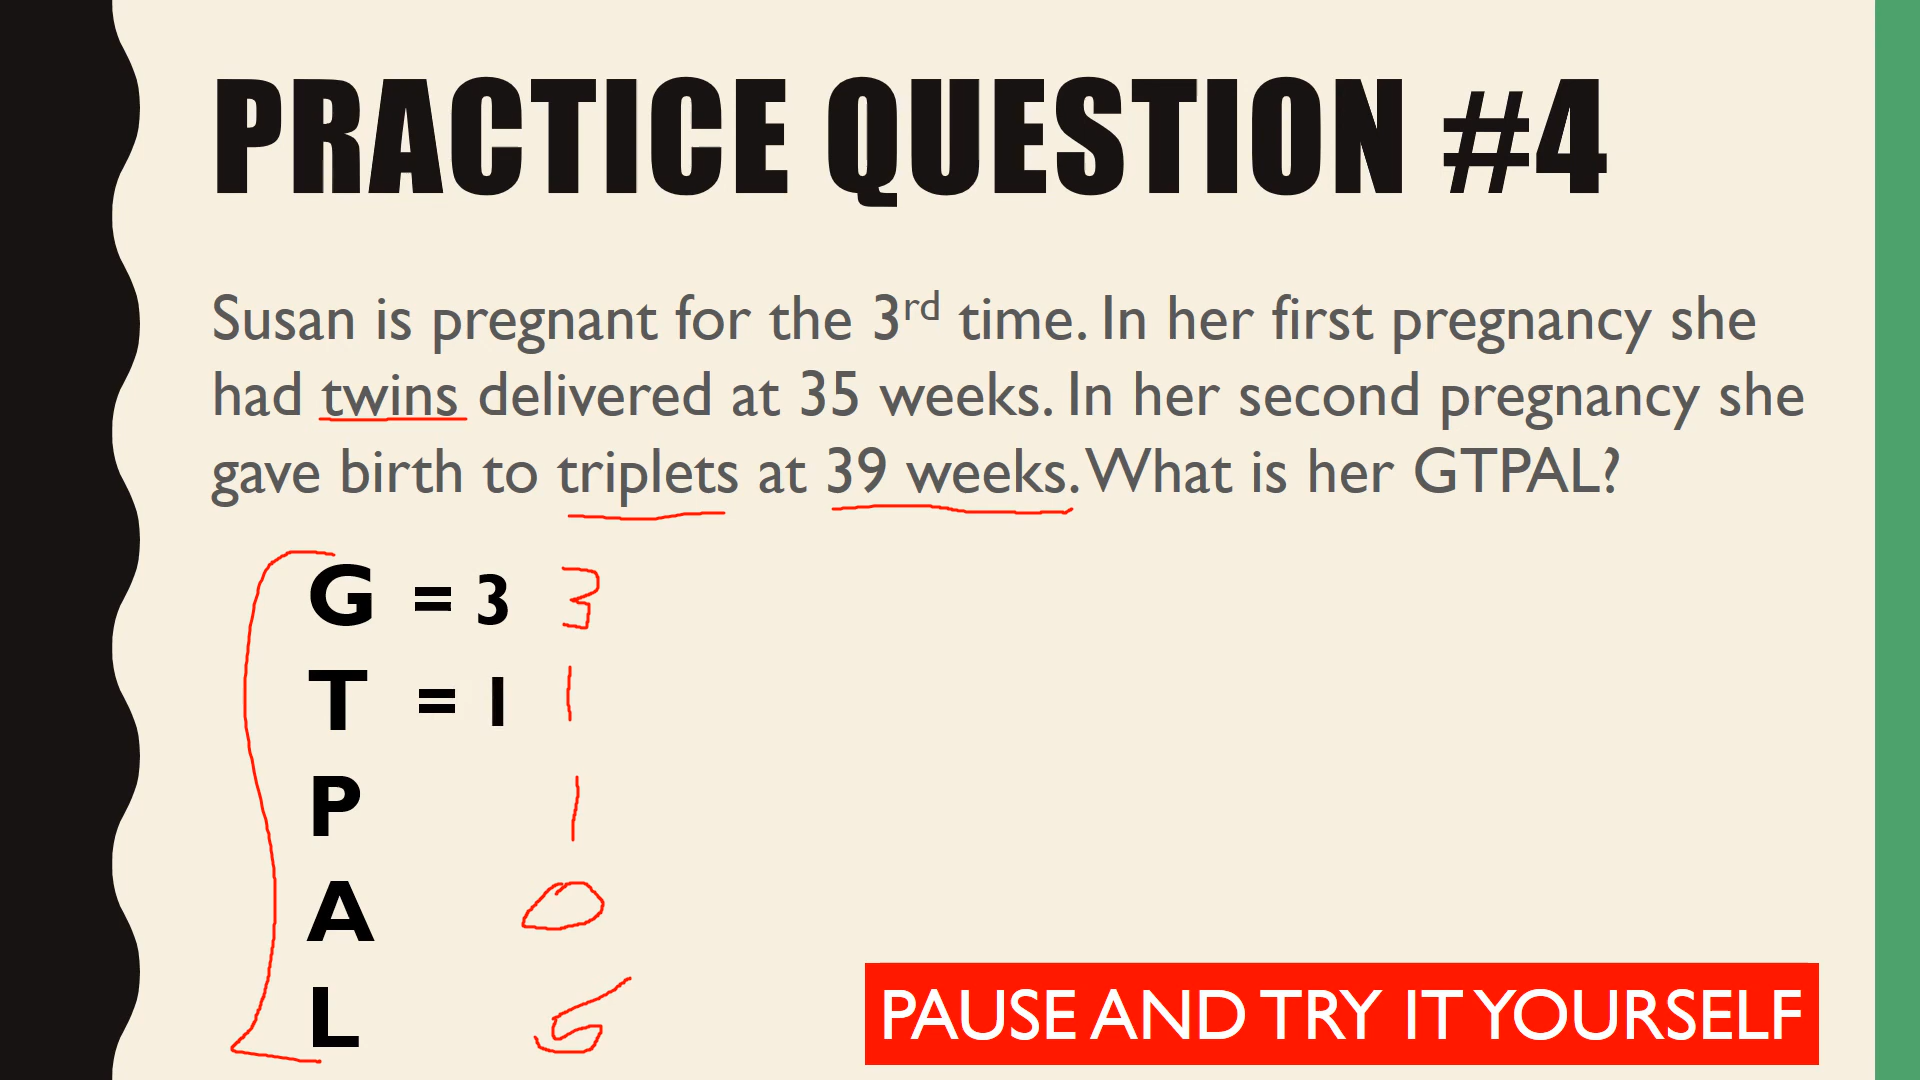 PRACTICE QUESTION #4
Susan is pregnant for the 3rd time. In her first pregnancy she
had twins delivered at 35 weeks. In her second pregnancy she
gave birth to triplets at 39 weeks. What is her GTPAL?
G = 3 3
T = 1 1
P 1
A 0
L 5
PAUSE AND TRY IT YOURSELF